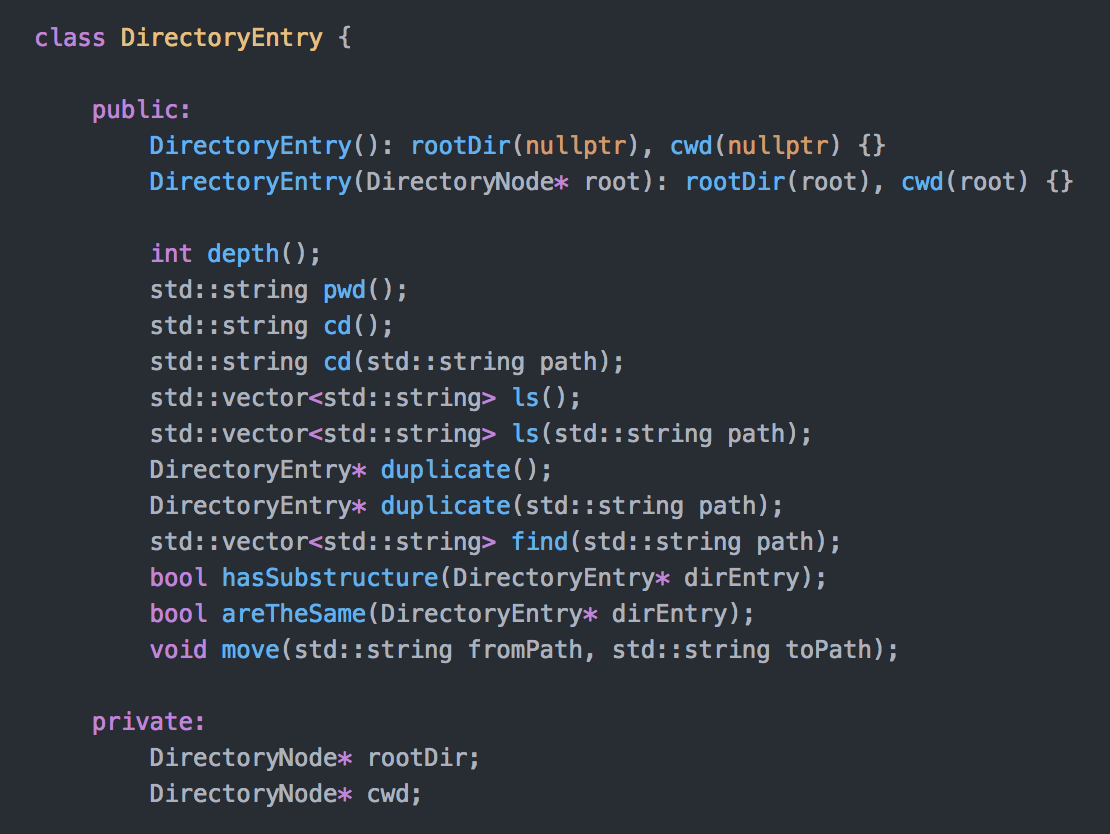 class DirectoryEntry {
public:
DirectoryEntry(): rootDir(nullptr), cwd(nullptr) {}
DirectoryEntry(DirectoryNode* root): rootDir(root), cwd(root) {}
int depth();
std::string pwd();
std::string cd();
std::string cd(std::string path);
std::vector<std::string> ls();
std::vector<std::string> ls(std::string path);
DirectoryEntry* duplicate();
DirectoryEntry* duplicate(std::string path);
std::vector<std::string> find(std::string path);
bool hasSubstructure(DirectoryEntry* dirEntry);
bool areTheSame(DirectoryEntry* dirEntry);
void move(std::string fromPath, std::string toPath);
private:
DirectoryNode* rootDir;
DirectoryNode* cwd;